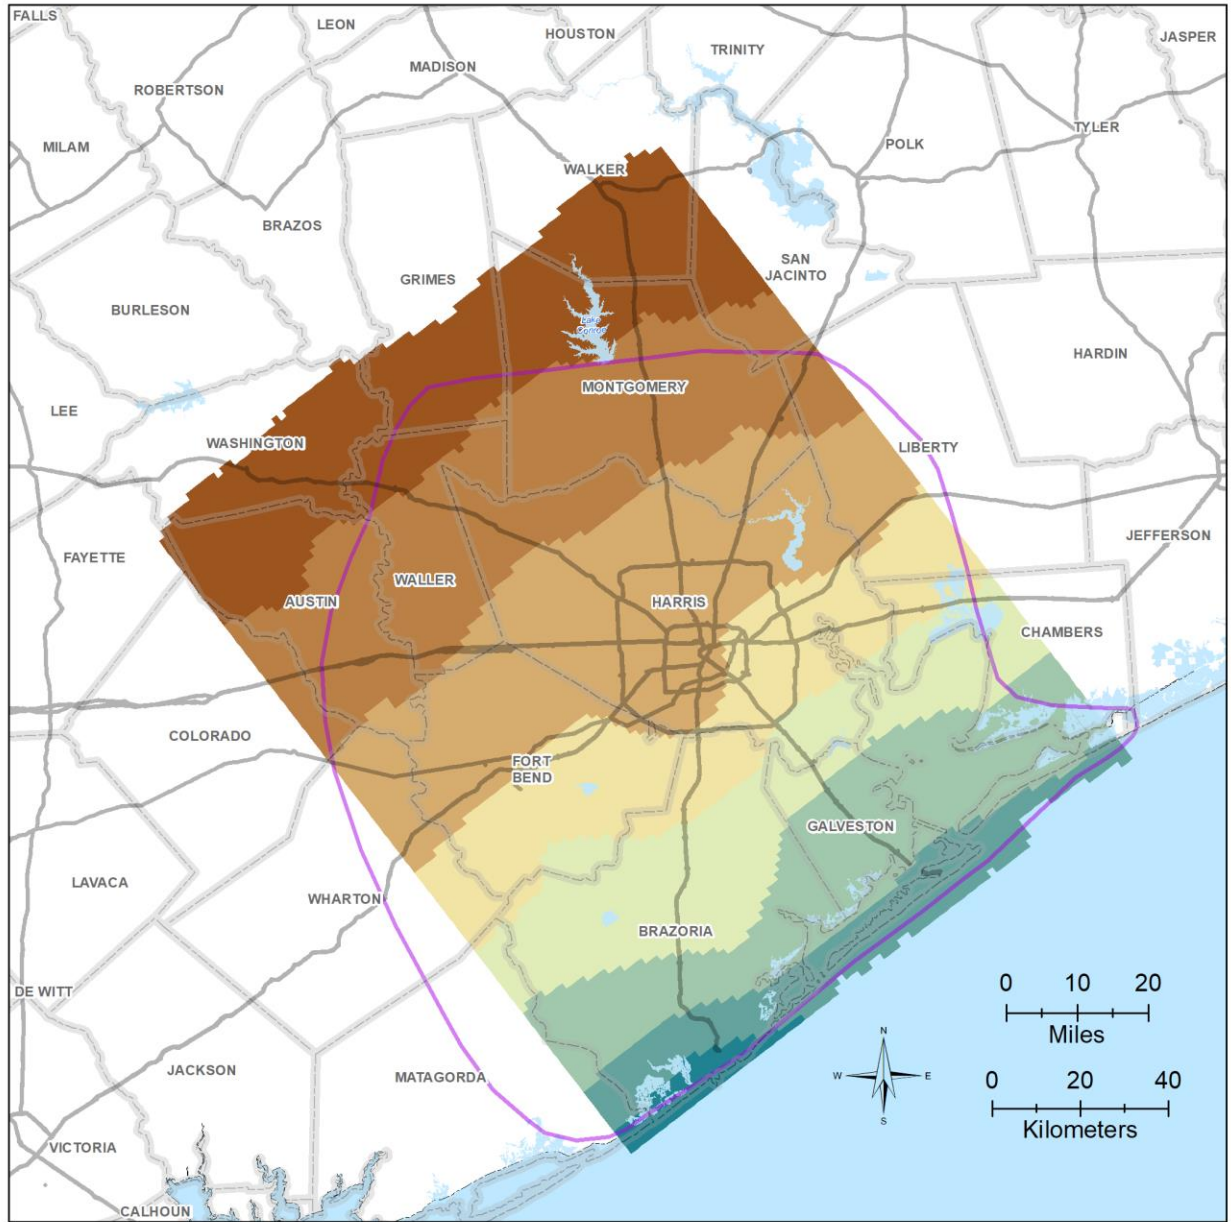 FALLS
LEON
HOUSTON
TRINITY
JASPER
MADISON
ROBERTSON
TYLER
MILAM
POLK
WALKER
BRAZOS
SAN
JACINTO
GRIMES
BURLESON
Lake
Conroe
HARDIN
MONTGOMERY
LEE
WASHINGTON
LIBERTY
JEFFERSON
FAYETTE
WALLER
AUSTIN
HARRIS
CHAMBERS
COLORADO
FORT
BEND
GALVESTON
LAVACA
WHARTON
BRAZORIA
DE WITT
0 10 20
Miles
N
W E
S
JACKSON
MATAGORDA
0 20 40
Kilometers
VICTORIA
CALHOUN